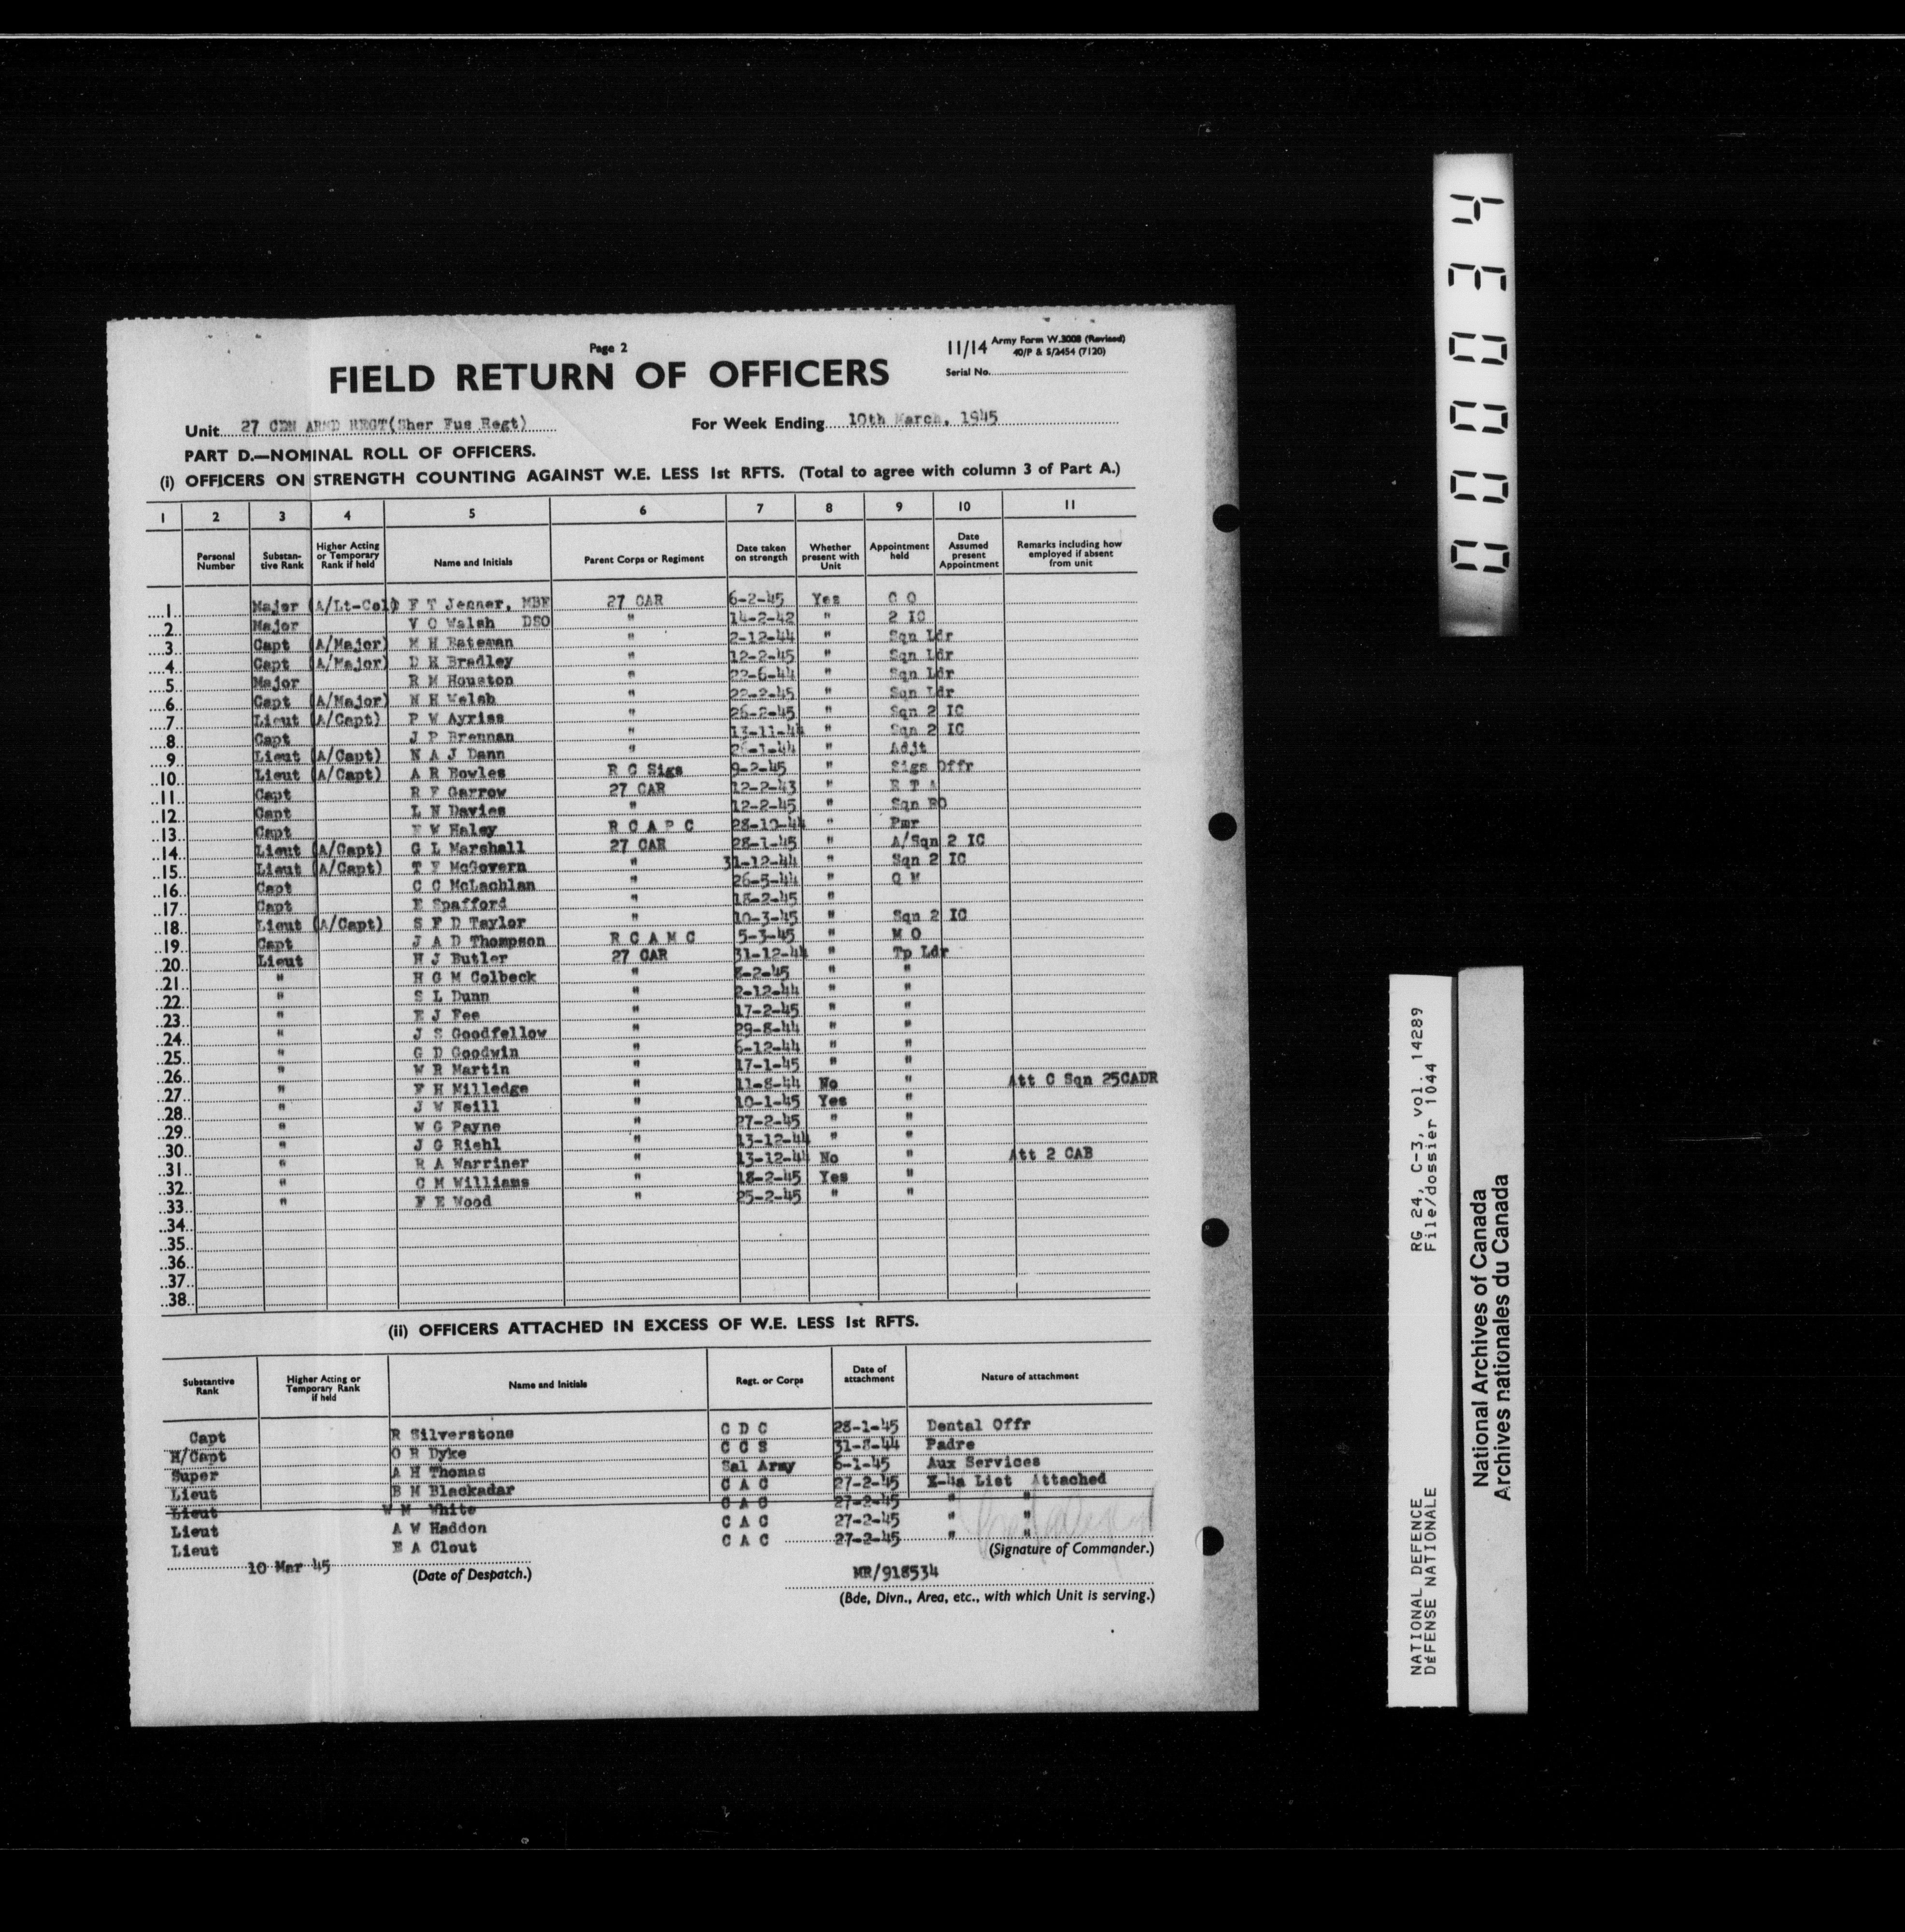 Page 2
11/14 Army Form W.3008 (Revised)
40/P & S/2454 (7120)
FIELD RETURN OF OFFICERS
Serial No.
Unit 27 CDN ARMD REGT(Sher Fus Regt) For Week Ending 10th March, 1945
PART D.—NOMINAL ROLL OF OFFICERS.
(i) OFFICERS ON STRENGTH COUNTING AGAINST W.E. LESS 1st RFTS. (Total to agree with column 3 of Part A.)
1 2 3 4 5 6 7 8 9 10 11
Personal Number Substan-tive Rank Higher Acting or Temporary Rank if held Name and Initials Parent Corps or Regiment Date taken on strength Whether present with Unit Appointment held Date Assumed present Appointment Remarks including how employed if absent from unit
1 Major (A/Lt-Col) F T Jenner, MBE 27 CAR 6-2-45 Yes C O
2 Major V O Walsh DSO " 14-2-42 " 2 IC
3 Capt (A/Major) M H Bateman " 2-12-44 " Sqn Ldr
4 Capt (A/Major) D H Bradley " 12-2-45 " Sqn Ldr
5 Major R M Houston " 22-6-44 " Sqn Ldr
6 Capt (A/Major) N H Welsh " 22-2-45 " Sqn Ldr
7 Lieut (A/Capt) P W Ayriss " 26-2-45 " Sqn 2 IC
8 Capt J P Brennan " 13-11-44 " Sqn 2 IC
9 Lieut (A/Capt) N A J Dann " 1-44 " Adjt
10 Lieut (A/Capt) A R Bowles R C Sigs 9-2-45 " Sigs Offr
11 Capt R F Garrow 27 CAR 12-2-43 "
12 Capt L N Davies " 12-2-45 " Sqn
13 Capt W Haley R C A P C 28-10-44 " Pmr
14 Lieut (A/Capt) G L Marshall 27 CAR 28-1-45 " A/Sqn 2 IC
15 Lieut (A/Capt) T F McGovern " 31-12-44 " Sqn 2 IC
16 Capt C C McLachlan " 26-5-44 " Q M
17 Capt E Spafford " 18-2-45 "
18 Lieut (A/Capt) S F D Taylor " 10-3-45 " Sqn 2 IC
19 Capt J A D Thompson R C A M C 5-3-45 " M O
20 Lieut H J Butler 27 CAR 31-12-44 " Tp Ldr
21 " H G M Colbeck " 8-2-45 " "
22 " S L Dunn " 2-12-44 " "
23 " E J Fee " 17-2-45 " "
24 " J S Goodfellow " 29-8-44 " "
25 " G D Goodwin " 6-12-44 " "
26 " W R Martin " 17-1-45 " "
27 " F H Milledge " 11-8-44 No " Att C Sqn 25CADR
28 " J W Neill " 10-1-45 Yes "
29 " W G Payne " 27-2-45 " "
30 " J G Riehl " 13-12-44 " "
31 " R A Warriner " 13-12-44 No " Att 2 CAB
32 " C M Williams " 18-2-45 Yes "
33 " F E Wood " 25-2-45 " "
34
35
36
37
38
(ii) OFFICERS ATTACHED IN EXCESS OF W.E. LESS 1st RFTS.
Substantive Rank Higher Acting or Temporary Rank if held Name and Initials Regt. or Corps Date of attachment Nature of attachment
Capt R Silverstone C D C 28-1-45 Dental Offr
H/Capt O R Dyke C C S 31-8-44 Padre
Super A H Thomas Sal Army 6-1-45 Aux Services
Lieut B M Blackadar C A C 27-2-45 X-4a List Attached
Lieut W M White C A C 27-2-45 " "
Lieut A W Haddon C A C 27-2-45 " "
Lieut E A Clout C A C 27-2-45 " "
(Signature of Commander.)
10 Mar 45
(Date of Despatch.)
MR/918534
(Bde, Divn., Area, etc., with which Unit is serving.)
00034
RG 24, C-3, vol. 14289
File/dossier 1044
NATIONAL DEFENCE
DÉFENSE NATIONALE
National Archives of Canada
Archives nationales du Canada